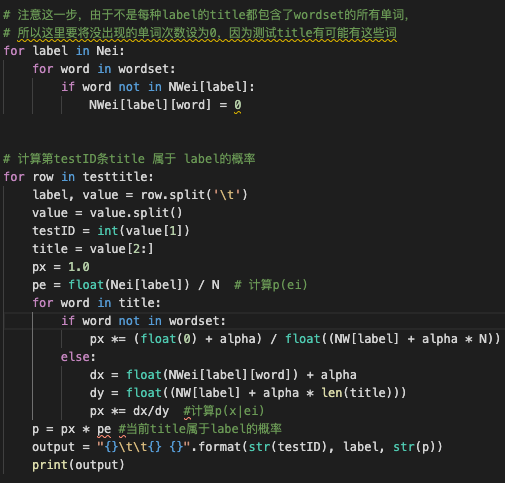 # 注意这一步，由于不是每种label的title都包含了wordset的所有单词，
# 所以这里要将没出现的单词次数设为0，因为测试title有可能有这些词
for label in Nei:
    for word in wordset:
        if word not in NWei[label]:
            NWei[label][word] = 0
# 计算第testID条title 属于 label的概率
for row in testtitle:
    label, value = row.split('\t')
    value = value.split()
    testID = int(value[1])
    title = value[2:]
    px = 1.0
    pe = float(Nei[label]) / N  # 计算p(ei)
    for word in title:
        if word not in wordset:
            px *= (float(0) + alpha) / float((NW[label] + alpha * N))
        else:
            dx = float(NWei[label][word]) + alpha
            dy = float((NW[label] + alpha * len(title)))
            px *= dx/dy  #计算p(x|ei)
    p = px * pe #当前title属于label的概率
    output = "{}\t\t{} {}".format(str(testID), label, str(p))
    print(output)